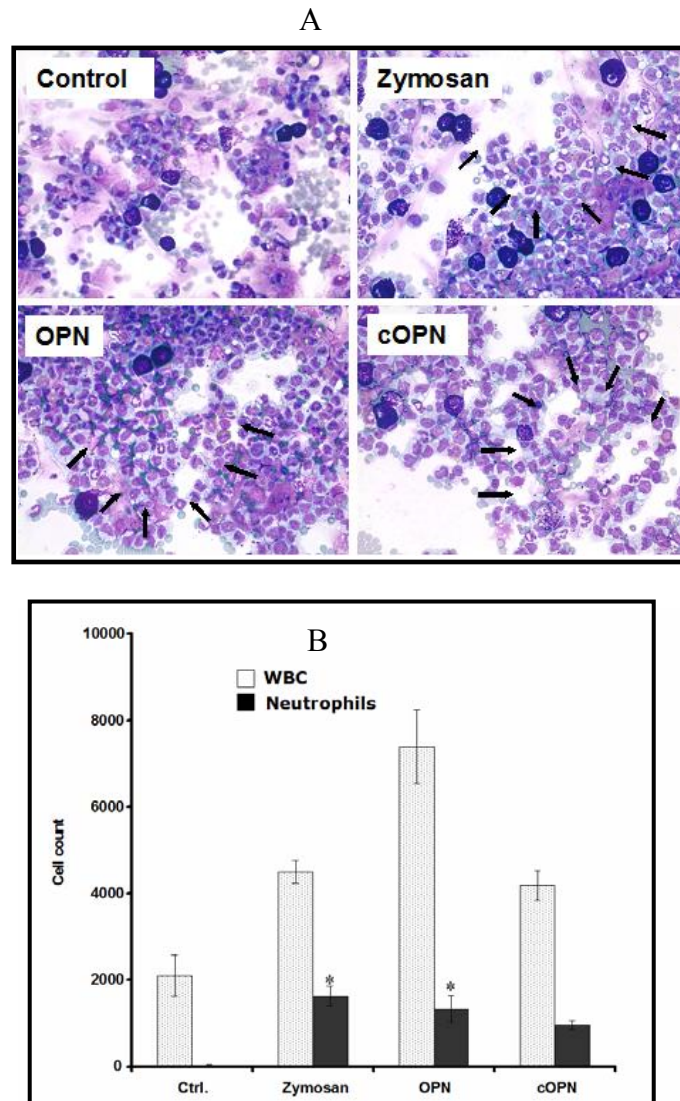 A
Control Zymosan
OPN cOPN
B
10000
WBC
Neutrophils
8000
6000
4000
2000
0
Cell count
*
*
Ctrl. Zymosan OPN cOPN